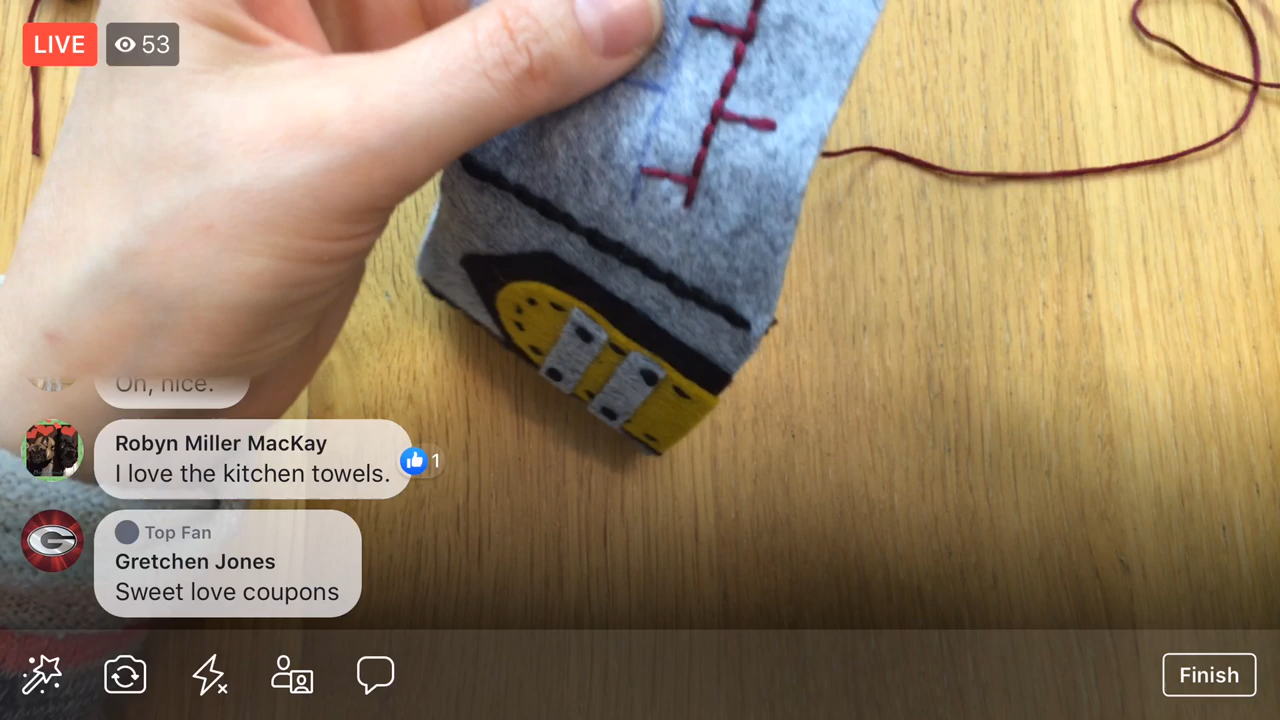 LIVE
53
Oh, nice.
Robyn Miller MacKay
I love the kitchen towels.
1
Top Fan
Gretchen Jones
Sweet love coupons
Finish